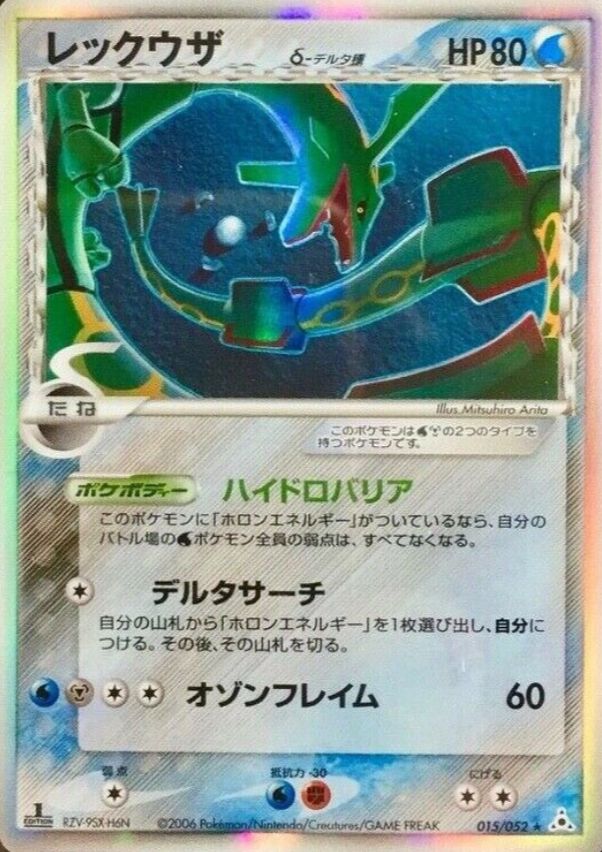 レックウザ δ-デルタ種 HP80
たね
Illus. Mitsuhiro Arita
このポケモンは の2つのタイプを
持つポケモンです。
ポケボディー ハイドロバリア
このポケモンに「ホロンエネルギー」がついているなら、自分の
バトル場の ポケモン全員の弱点は、すべてなくなる。
デルタサーチ
自分の山札から「ホロンエネルギー」を1枚選び出し、自分に
つける。その後、その山札を切る。
オゾンフレイム 60
弱点 抵抗力 -30 にげる
1 EDITION RZV-9SX-H6N ©2006 Pokémon/Nintendo/Creatures/GAME FREAK 015/052 ★